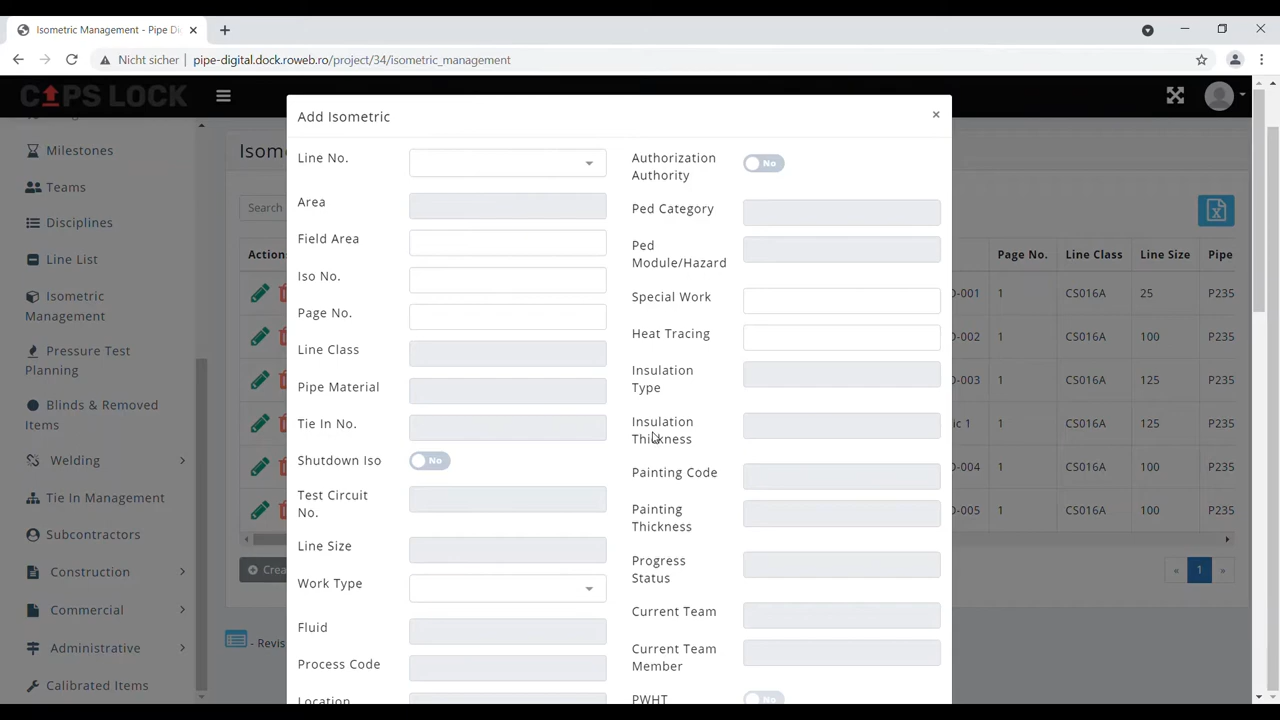 Isometric Management - Pipe Di
Nicht sicher
pipe-digital.dock.roweb.ro/project/34/isometric_management
CAPS LOCK
Milestones
Teams
Disciplines
Line List
Isometric
Management
Pressure Test
Planning
Blinds & Removed
Items
Welding
Tie In Management
Subcontractors
Construction
Commercial
Administrative
Calibrated Items
Isom
Search
Action
Crea
- Revis
Add Isometric
×
Line No.
Area
Field Area
Iso No.
Page No.
Line Class
Pipe Material
Tie In No.
Shutdown Iso
No
Test Circuit
No.
Line Size
Work Type
Fluid
Process Code
Location
Authorization
Authority
No
Ped Category
Ped
Module/Hazard
Special Work
Heat Tracing
Insulation
Type
Insulation
Thickness
Painting Code
Painting
Thickness
Progress
Status
Current Team
Current Team
Member
PWHT
No
Page No. Line Class Line Size Pipe
O-001 1 CS016A 25 P235
O-002 1 CS016A 100 P235
O-003 1 CS016A 125 P235
ic 1 1 CS016A 125 P235
O-004 1 CS016A 100 P235
O-005 1 CS016A 100 P235
« 1 »